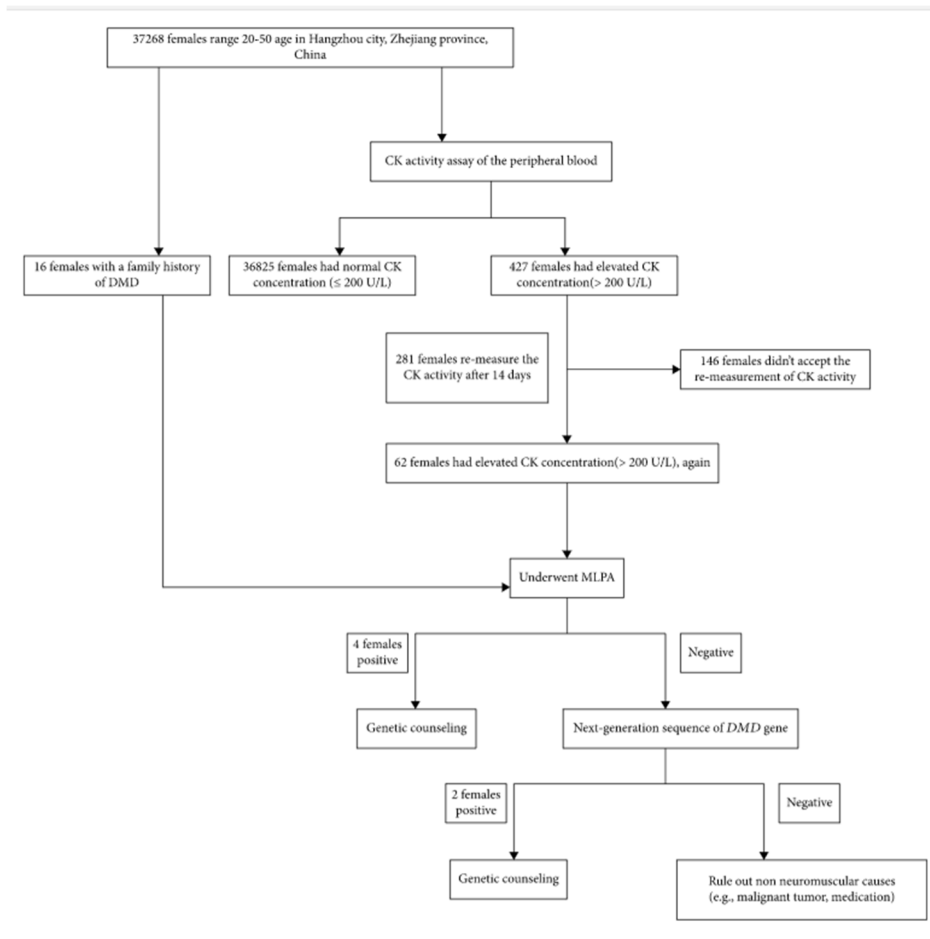 37268 females range 20-50 age in Hangzhou city, Zhejiang province,
China
CK activity assay of the peripheral blood
16 females with a family history
of DMD
36825 females had normal CK
concentration (≤ 200 U/L)
427 females had elevated CK
concentration(> 200 U/L)
281 females re-measure the
CK activity after 14 days
146 females didn't accept the
re-measurement of CK activity
62 females had elevated CK concentration(> 200 U/L), again
Underwent MLPA
4 females
positive
Negative
Genetic counseling
Next-generation sequence of DMD gene
2 females
positive
Negative
Genetic counseling
Rule out non neuromuscular causes
(e.g., malignant tumor, medication)